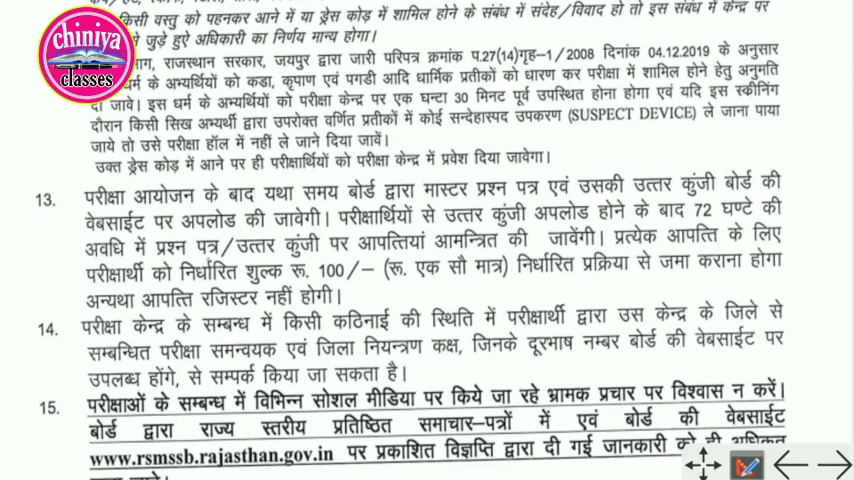 किसी वस्तु को पहनकर आने में या ड्रेस कोड़ में शामिल होने के संबंध में संदेह/विवाद हो तो इस संबंध में केन्द्र पर
से जुड़े हुऐ अधिकारी का निर्णय मान्य होगा।
chiniya
classes
राजस्थान सरकार, जयपुर द्वारा जारी परिपत्र क्रमांक प.27(14)गृह-1/2008 दिनांक 04.12.2019 के अनुसार
धर्म के अभ्यर्थियों को कडा, कृपाण एवं पगडी आदि धार्मिक प्रतीकों को धारण कर परीक्षा में शामिल होने हेतु अनुमति
दी जावे। इस धर्म के अभ्यर्थियों को परीक्षा केन्द्र पर एक घन्टा 30 मिनट पूर्व उपस्थित होना होगा एवं यदि इस स्क्रीनिंग
दौरान किसी सिख अभ्यर्थी द्वारा उपरोक्त वर्णित प्रतीकों में कोई सन्देहास्पद उपकरण (SUSPECT DEVICE) ले जाना पाया
जाये तो उसे परीक्षा हॉल में नहीं ले जाने दिया जावें।
उक्त ड्रेस कोड़ में आने पर ही परीक्षार्थियों को परीक्षा केन्द्र में प्रवेश दिया जावेगा।
13. परीक्षा आयोजन के बाद यथा समय बोर्ड द्वारा मास्टर प्रश्न पत्र एवं उसकी उत्तर कुंजी बोर्ड की
वेबसाईट पर अपलोड की जावेगी। परीक्षार्थियों से उत्तर कुंजी अपलोड होने के बाद 72 घण्टे की
अवधि में प्रश्न पत्र/उत्तर कुंजी पर आपत्तियां आमन्त्रित की जावेंगी। प्रत्येक आपत्ति के लिए
परीक्षार्थी को निर्धारित शुल्क रू. 100/– (रू. एक सौ मात्र) निर्धारित प्रक्रिया से जमा कराना होगा
अन्यथा आपत्ति रजिस्टर नहीं होगी।
14. परीक्षा केन्द्र के सम्बन्ध में किसी कठिनाई की स्थिति में परीक्षार्थी द्वारा उस केन्द्र के जिले से
सम्बन्धित परीक्षा समन्वयक एवं जिला नियन्त्रण कक्ष, जिनके दूरभाष नम्बर बोर्ड की वेबसाईट पर
उपलब्ध होंगे, से सम्पर्क किया जा सकता है।
15. परीक्षाओं के सम्बन्ध में विभिन्न सोशल मीडिया पर किये जा रहे भ्रामक प्रचार पर विश्वास न करें।
बोर्ड द्वारा राज्य स्तरीय प्रतिष्ठित समाचार–पत्रों में एवं बोर्ड की वेबसाईट
www.rsmssb.rajasthan.gov.in पर प्रकाशित विज्ञप्ति द्वारा दी गई जानकारी को ही अधिकृत